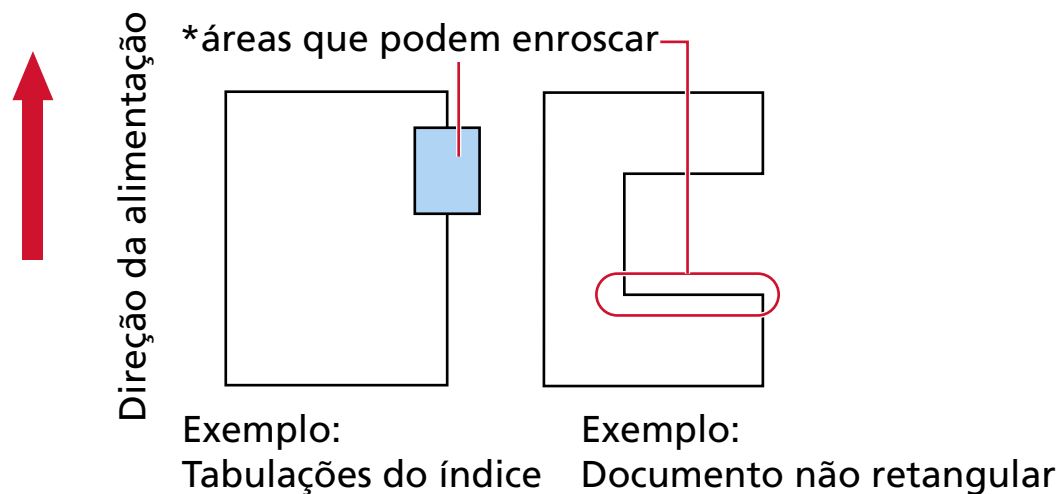 Direção da alimentação
*áreas que podem enroscar
Exemplo:
Tabulações do índice
Exemplo:
Documento não retangular